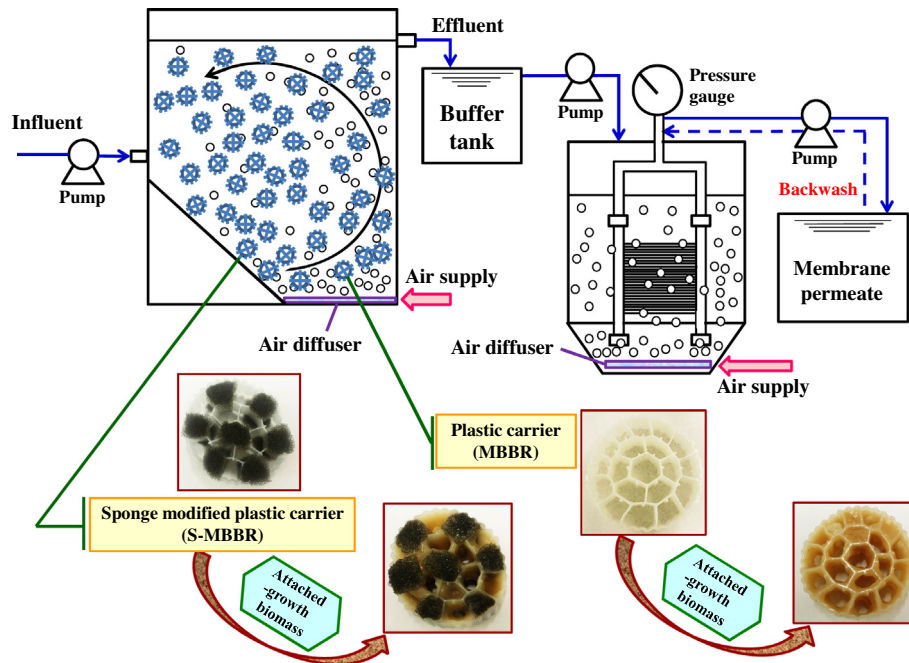 Effluent
Influent
Pump
Buffer
tank
Pump
Pressure
gauge
Pump
Backwash
Membrane
permeate
Air supply
Air diffuser
Air diffuser
Air supply
Plastic carrier
(MBBR)
Sponge modified plastic carrier
(S-MBBR)
Attached
-growth
biomass
Attached
-growth
biomass